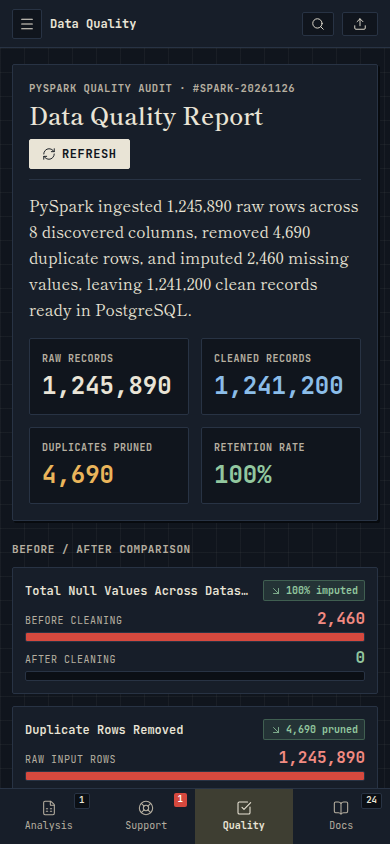 Data Quality
PYSPARK QUALITY AUDIT · #SPARK-20261126
Data Quality Report
REFRESH
PySpark ingested 1,245,890 raw rows across
8 discovered columns, removed 4,690
duplicate rows, and imputed 2,460 missing
values, leaving 1,241,200 clean records
ready in PostgreSQL.
RAW RECORDS
1,245,890
CLEANED RECORDS
1,241,200
DUPLICATES PRUNED
4,690
RETENTION RATE
100%
BEFORE / AFTER COMPARISON
Total Null Values Across Datas…
↘ 100% imputed
BEFORE CLEANING
2,460
AFTER CLEANING
0
Duplicate Rows Removed
↘ 4,690 pruned
RAW INPUT ROWS
1,245,890
1
Analysis
1
Support
Quality
24
Docs